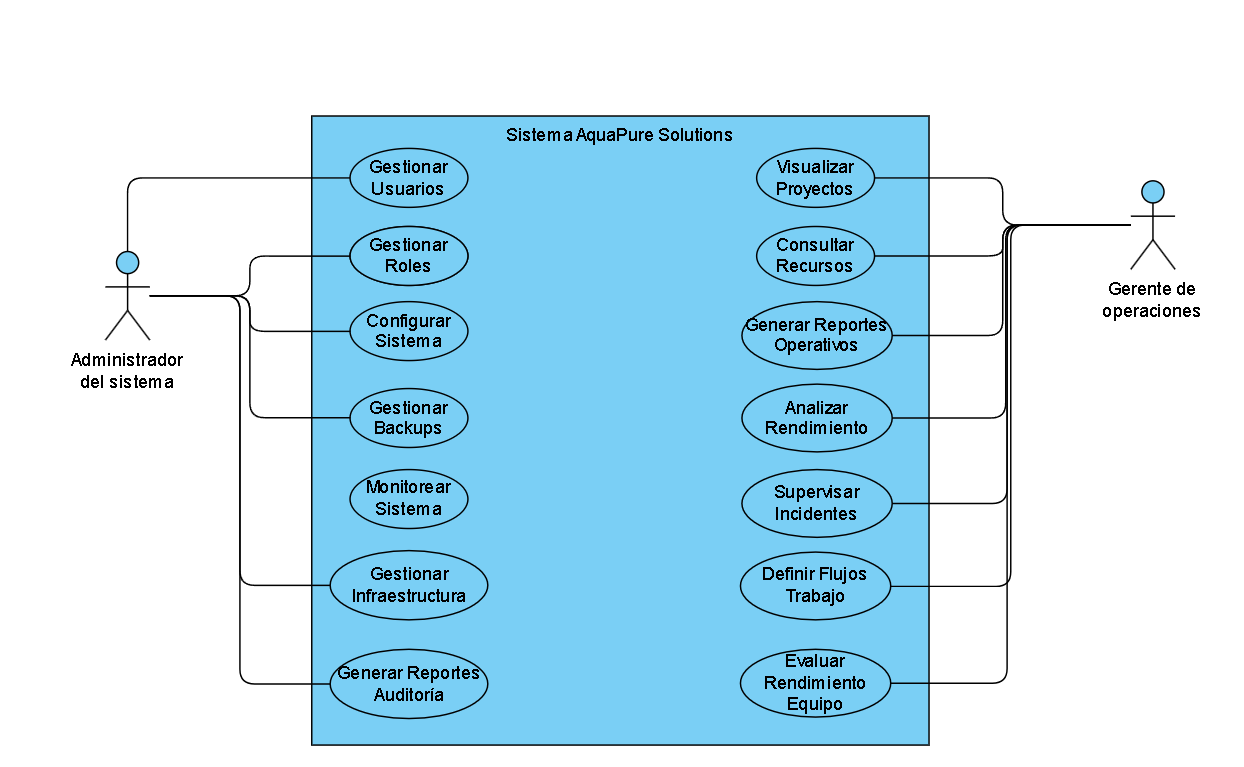 Sistema AquaPure Solutions
Gestionar
Usuarios
Gestionar
Roles
Configurar
Sistema
Gestionar
Backups
Monitorear
Sistema
Gestionar
Infraestructura
Generar Reportes
Auditoría
Visualizar
Proyectos
Consultar
Recursos
Generar Reportes
Operativos
Analizar
Rendimiento
Supervisar
Incidentes
Definir Flujos
Trabajo
Evaluar
Rendimiento
Equipo
Administrador
del sistema
Gerente de
operaciones